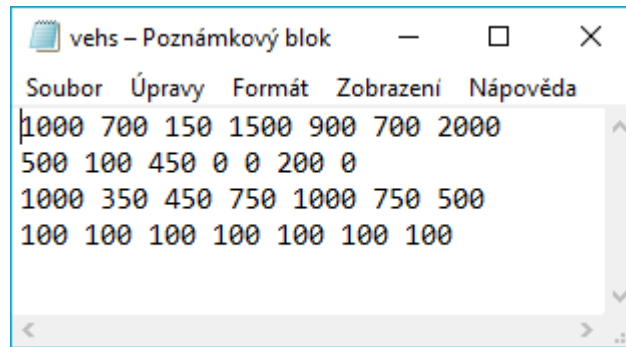 vehs – Poznámkový blok
Soubor Úpravy Formát Zobrazení Nápověda
1000 700 150 1500 900 700 2000
500 100 450 0 0 200 0
1000 350 450 750 1000 750 500
100 100 100 100 100 100 100